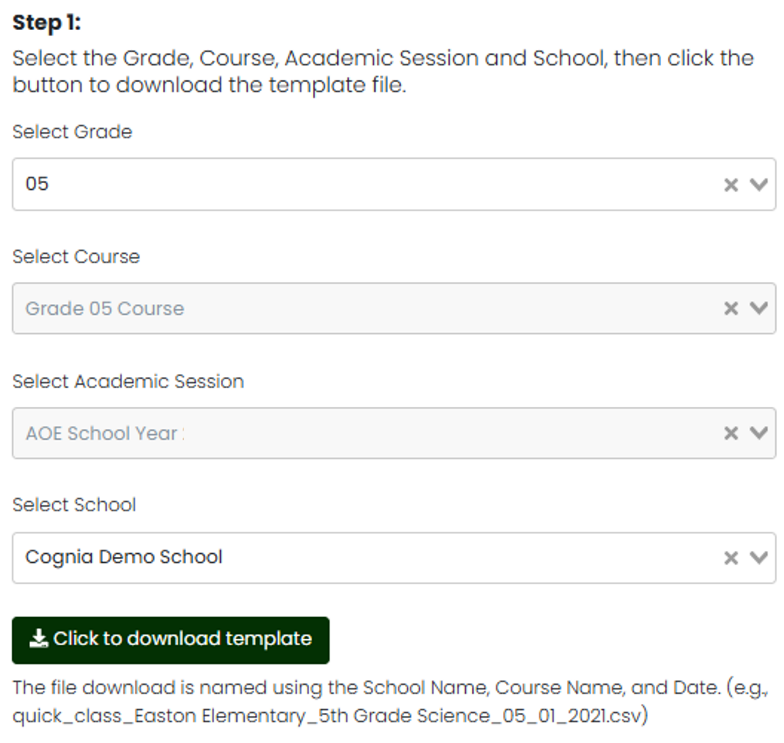 Step 1:
Select the Grade, Course, Academic Session and School, then click the
button to download the template file.
Select Grade
05
Select Course
Grade 05 Course
Select Academic Session
AOE School Year
Select School
Cognia Demo School
Click to download template
The file download is named using the School Name, Course Name, and Date. (e.g.,
quick_class_Easton Elementary_5th Grade Science_05_01_2021.csv)